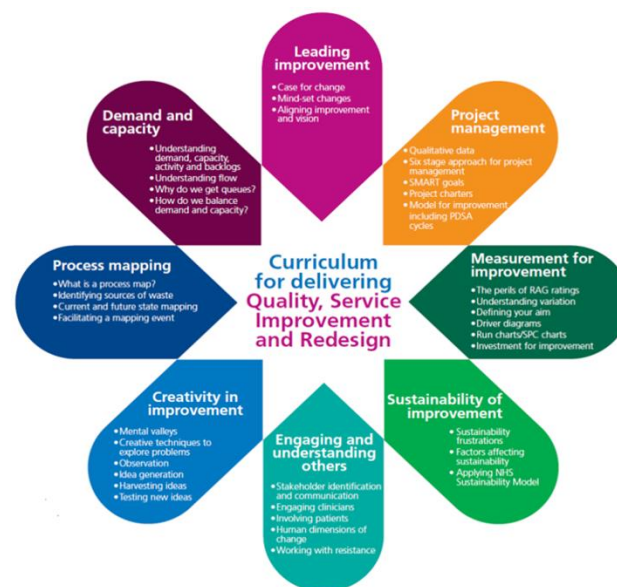 Leading
improvement
• Case for change
• Mind-set changes
• Aligning improvement
and vision
Project
management
• Qualitative data
• Six stage approach for project
management
• SMART goals
• Project charters
• Model for improvement
including PDSA
cycles
Measurement for
improvement
• The perils of RAG ratings
• Understanding variation
• Defining your aim
• Driver diagrams
• Run charts/SPC charts
• Investment for improvement
Sustainability of
improvement
• Sustainability
frustrations
• Factors affecting
sustainability
• Applying NHS
Sustainability Model
Engaging and
understanding
others
• Stakeholder identification
and communication
• Engaging clinicians
• Involving patients
• Human dimensions of
change
• Working with resistance
Creativity in
improvement
• Mental valleys
• Creative techniques to
explore problems
• Observation
• Idea generation
• Harvesting ideas
• Testing new ideas
Process mapping
• What is a process map?
• Identifying sources of waste
• Current and future state mapping
• Facilitating a mapping event
Demand and
capacity
• Understanding
demand, capacity,
activity and backlogs
• Understanding flow
• Why do we get queues?
• How do we balance
demand and capacity?
Curriculum
for delivering
Quality, Service
Improvement
and Redesign